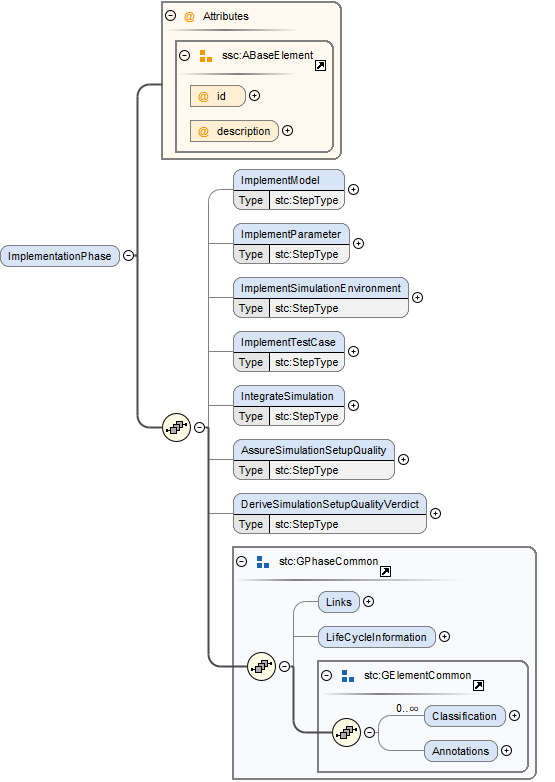 @ Attributes
ssc:ABaseElement
@ id
@ description
ImplementationPhase
ImplementModel
Type stc:StepType
ImplementParameter
Type stc:StepType
ImplementSimulationEnvironment
Type stc:StepType
ImplementTestCase
Type stc:StepType
IntegrateSimulation
Type stc:StepType
AssureSimulationSetupQuality
Type stc:StepType
DeriveSimulationSetupQualityVerdict
Type stc:StepType
stc:GPhaseCommon
Links
LifeCycleInformation
stc:GElementCommon
0..∞
Classification
Annotations